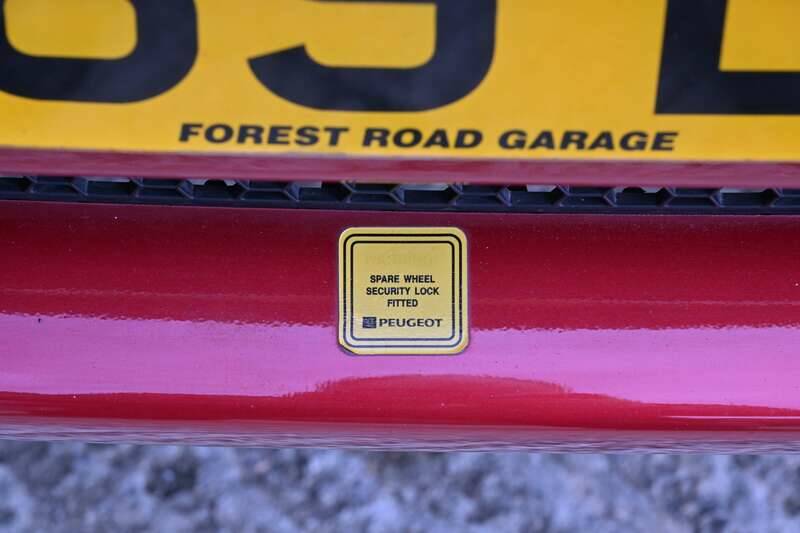 FOREST ROAD GARAGE
SPARE WHEEL
SECURITY LOCK
FITTED
PEUGEOT